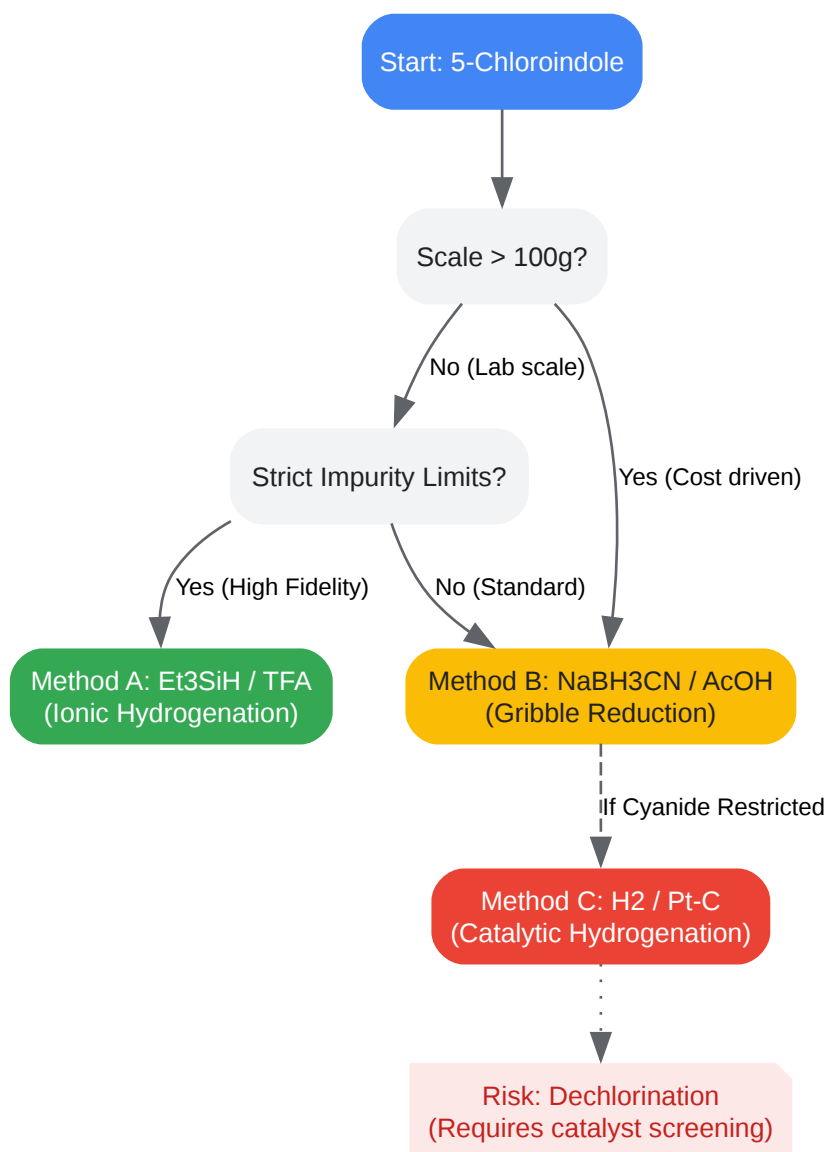 Start: 5-Chloroindole
Scale > 100g?
No (Lab scale)
Strict Impurity Limits?
Yes (Cost driven)
Yes (High Fidelity)
No (Standard)
Method A: Et3SiH / TFA
(Ionic Hydrogenation)
Method B: NaBH3CN / AcOH
(Gribble Reduction)
If Cyanide Restricted
Method C: H2 / Pt-C
(Catalytic Hydrogenation)
Risk: Dechlorination
(Requires catalyst screening)